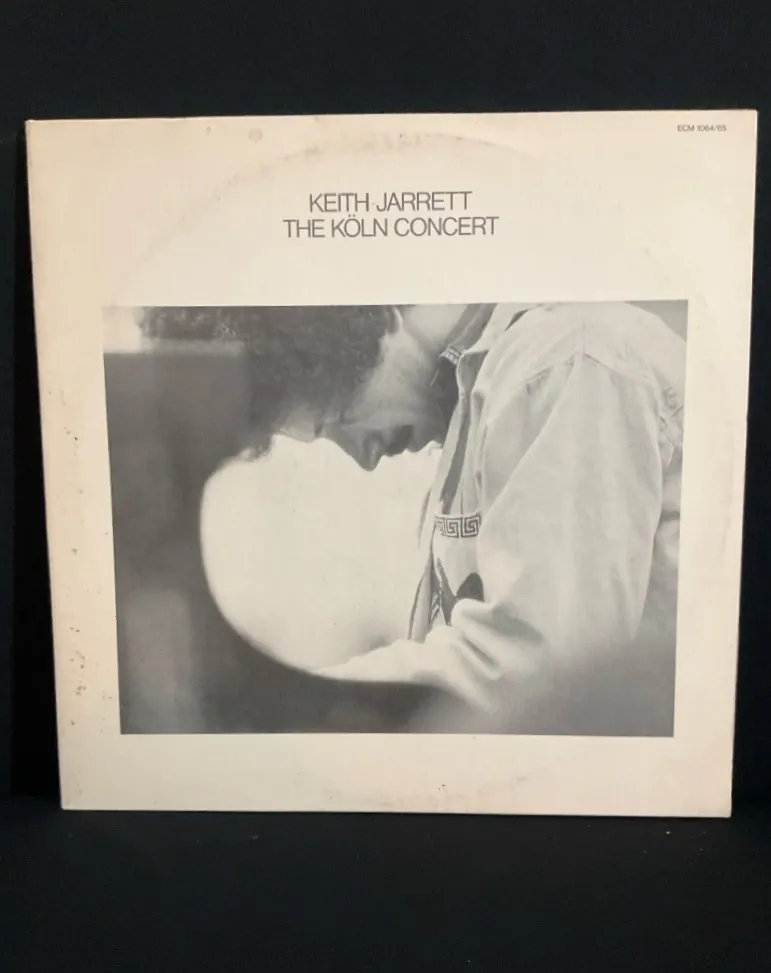 ECM 1064/65
KEITH JARRETT
THE KÖLN CONCERT